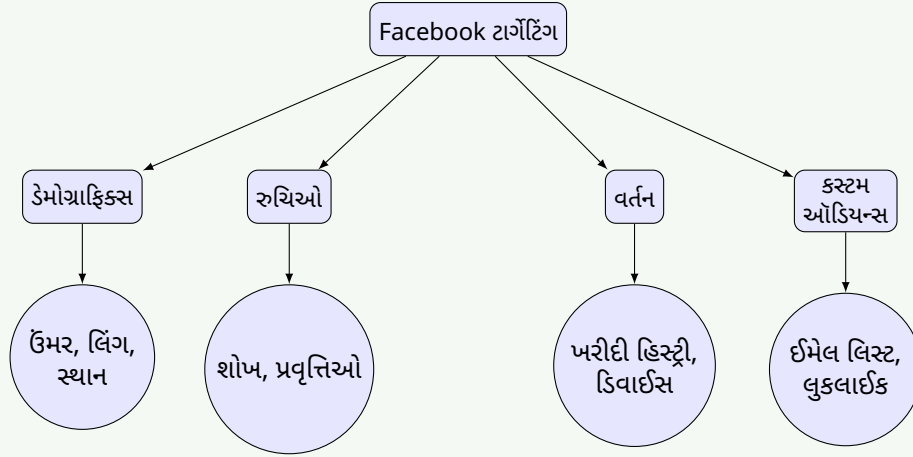 Facebook ટાર્ગેટિંગ
ડેમોગ્રાફિક્સ
રુચિઓ
વર્તન
કસ્ટમ
ઑડિયન્સ
ઉંમર, લિંગ,
સ્થાન
શોખ, પ્રવૃત્તિઓ
ખરીદી હિસ્ટ્રી,
ડિવાઈસ
ઈમેલ લિસ્ટ,
લુકલાઈક